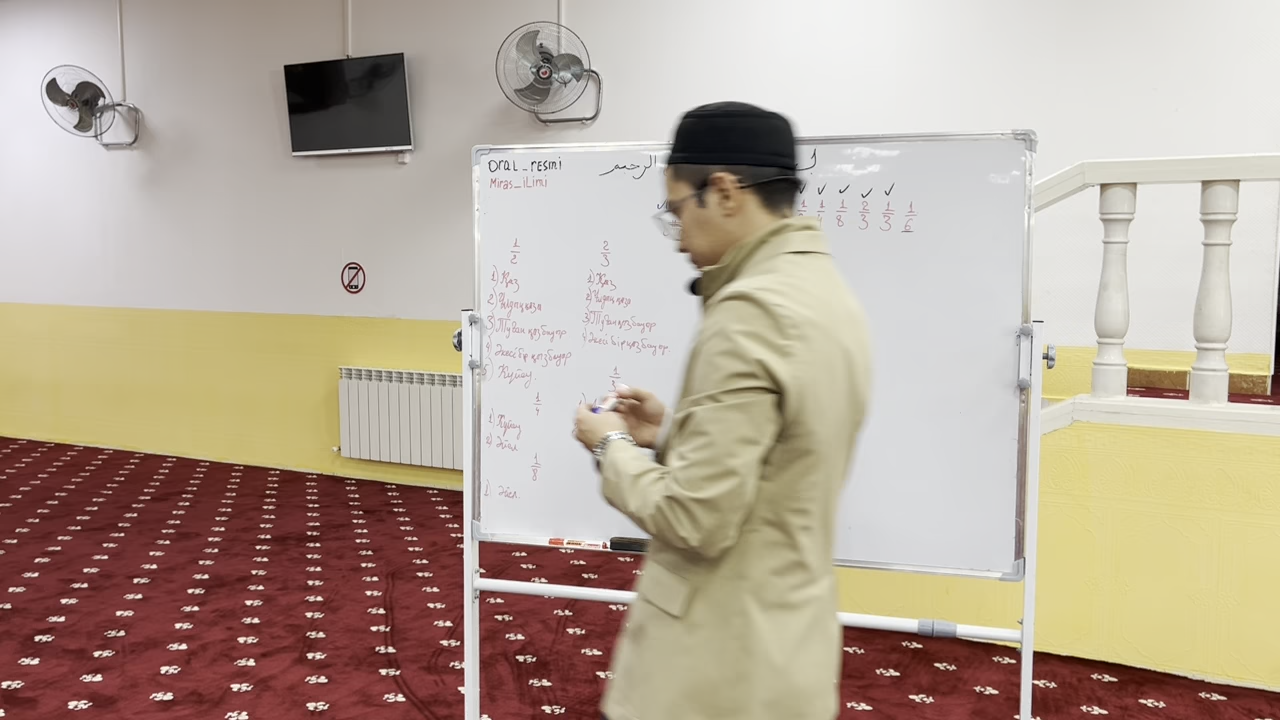 Oral_resmi
Miras_iLimi
الرحيم
1/4 1/8 2/3 1/3 1/6
1/2
1) Қыз
2) Ұлдың қызы
3) Туған қыз бауыр
4) Әкесі бір қыз бауыр
5) Күйеу.
1/4
1) Күйеу
2) Әйел
1/8
1) Әйел.
2/3
1) Қыз
2) Ұлдың қызы
3) Туған қыз бауыр
4) Әкесі бір қыз бауыр
1/3